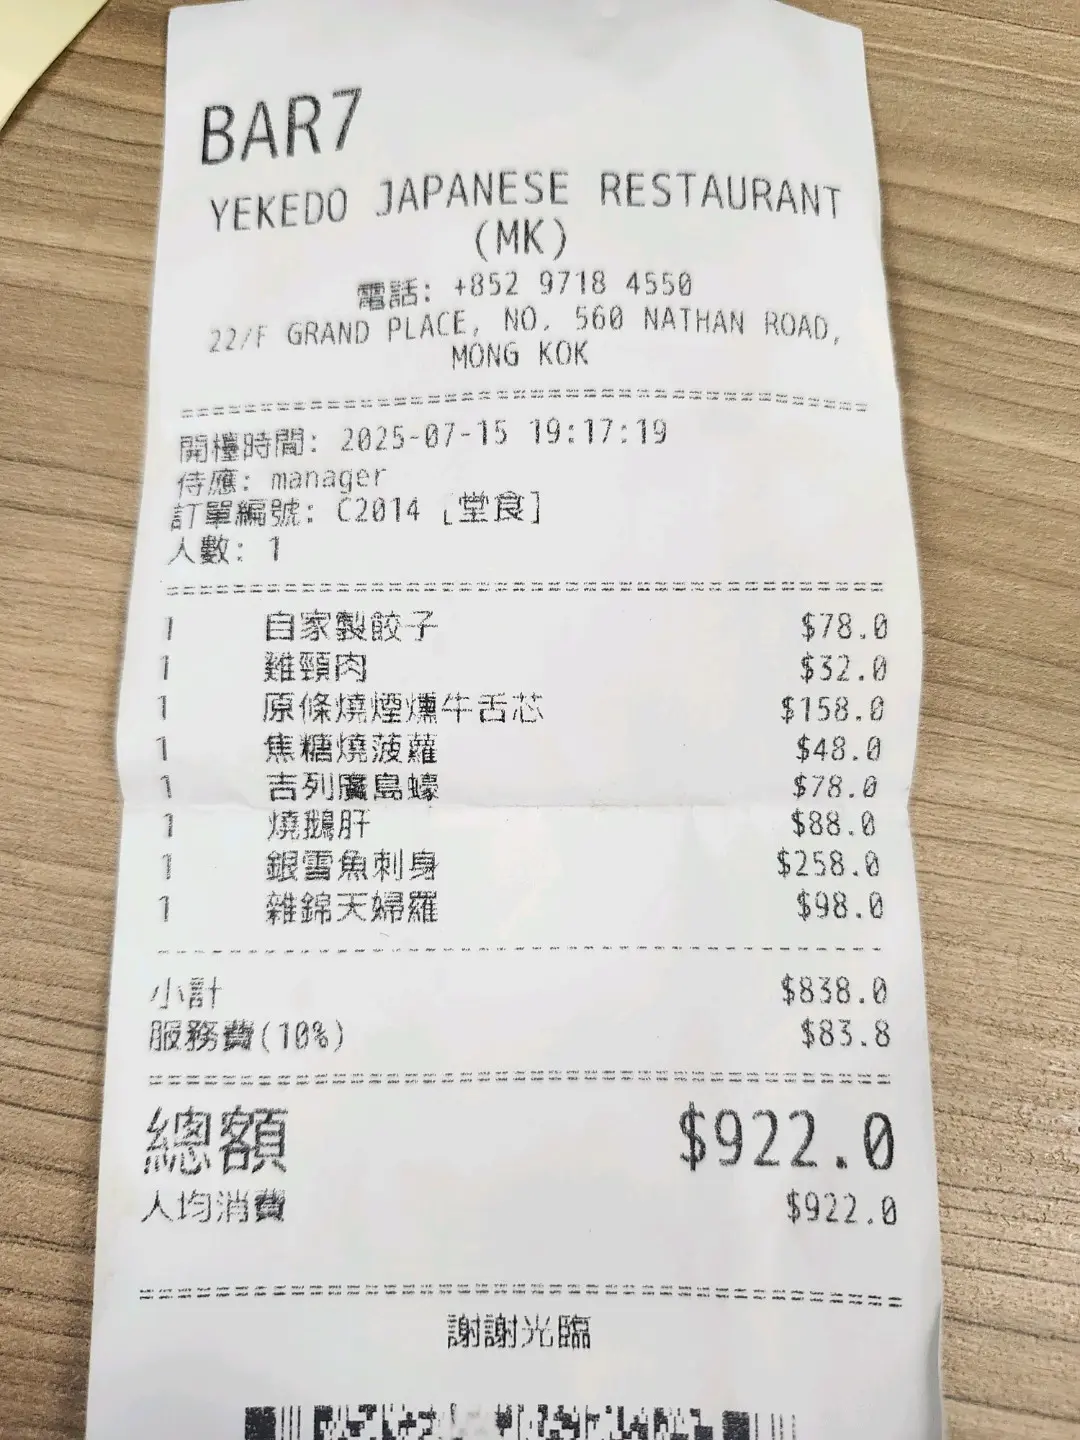 BAR7
YEKEDO JAPANESE RESTAURANT
(MK)
電話: +852 9718 4550
22/F GRAND PLACE, NO. 560 NATHAN ROAD,
MONG KOK
開檯時間: 2025-07-15 19:17:19
侍應: manager
訂單編號: C2014 [堂食]
人數: 1
1 自家製餃子 $78.0
1 雞頸肉 $32.0
1 原條燒煙燻牛舌芯 $158.0
1 焦糖燒菠蘿 $48.0
1 吉列廣島蠔 $78.0
1 燒鵝肝 $88.0
1 銀雪魚刺身 $258.0
1 雜錦天婦羅 $98.0
小計 $838.0
服務費(10%) $83.8
總額 $922.0
人均消費 $922.0
謝謝光臨